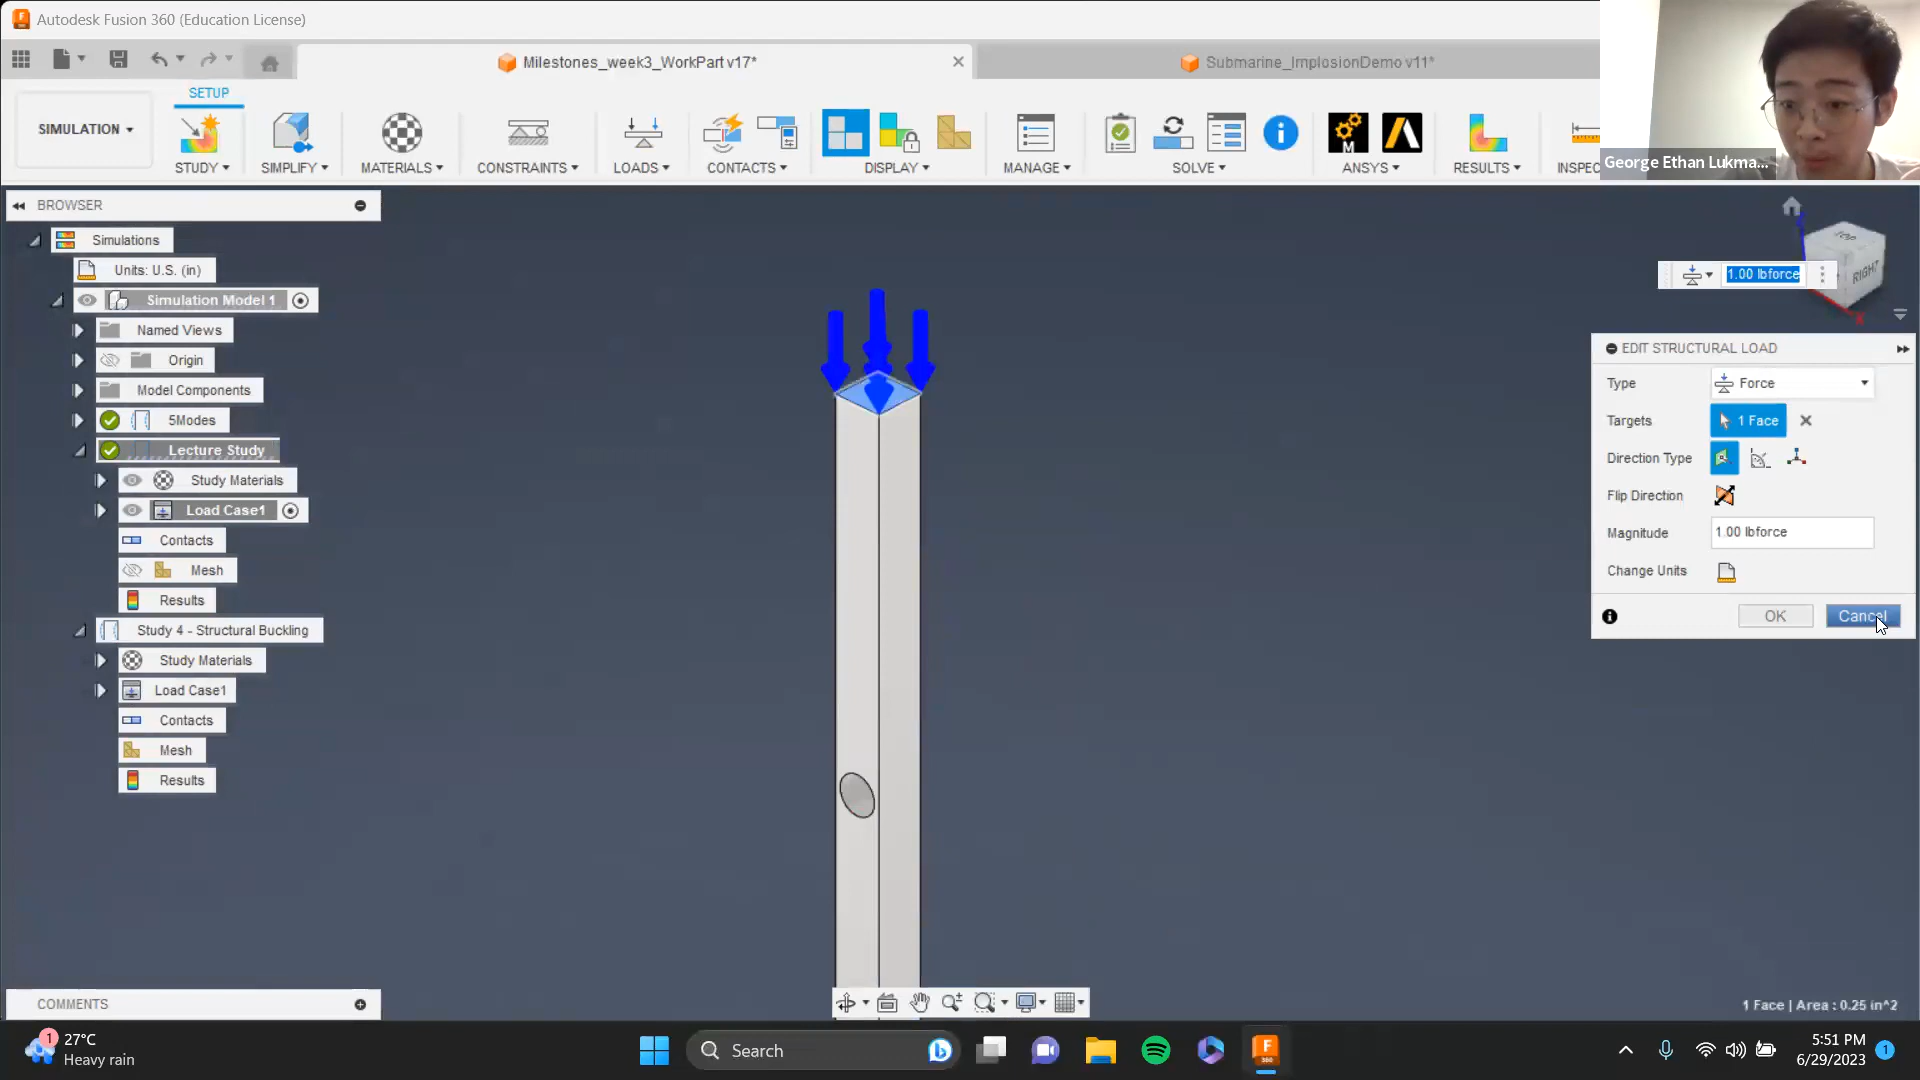 Autodesk Fusion 360 (Education License)
Milestones_week3_WorkPart v17*
Submarine_ImplosionDemo v11*
SETUP
SIMULATION
STUDY
SIMPLIFY
MATERIALS
CONSTRAINTS
LOADS
CONTACTS
DISPLAY
MANAGE
SOLVE
ANSYS
RESULTS
INSPEC
George Ethan Lukma...
BROWSER
Simulations
Units: U.S. (in)
Simulation Model 1
Named Views
Origin
Model Components
5Modes
Lecture Study
Study Materials
Load Case1
Contacts
Mesh
Results
Study 4 - Structural Buckling
Study Materials
Load Case1
Contacts
Mesh
Results
TOP
RIGHT
X
1.00 lbforce
EDIT STRUCTURAL LOAD
Type Force
Targets 1 Face
Direction Type
Flip Direction
Magnitude 1.00 lbforce
Change Units
OK Cancel
COMMENTS
1 Face | Area : 0.25 in^2
1
27°C
Heavy rain
Search
F
360
M
5:51 PM
6/29/2023
1